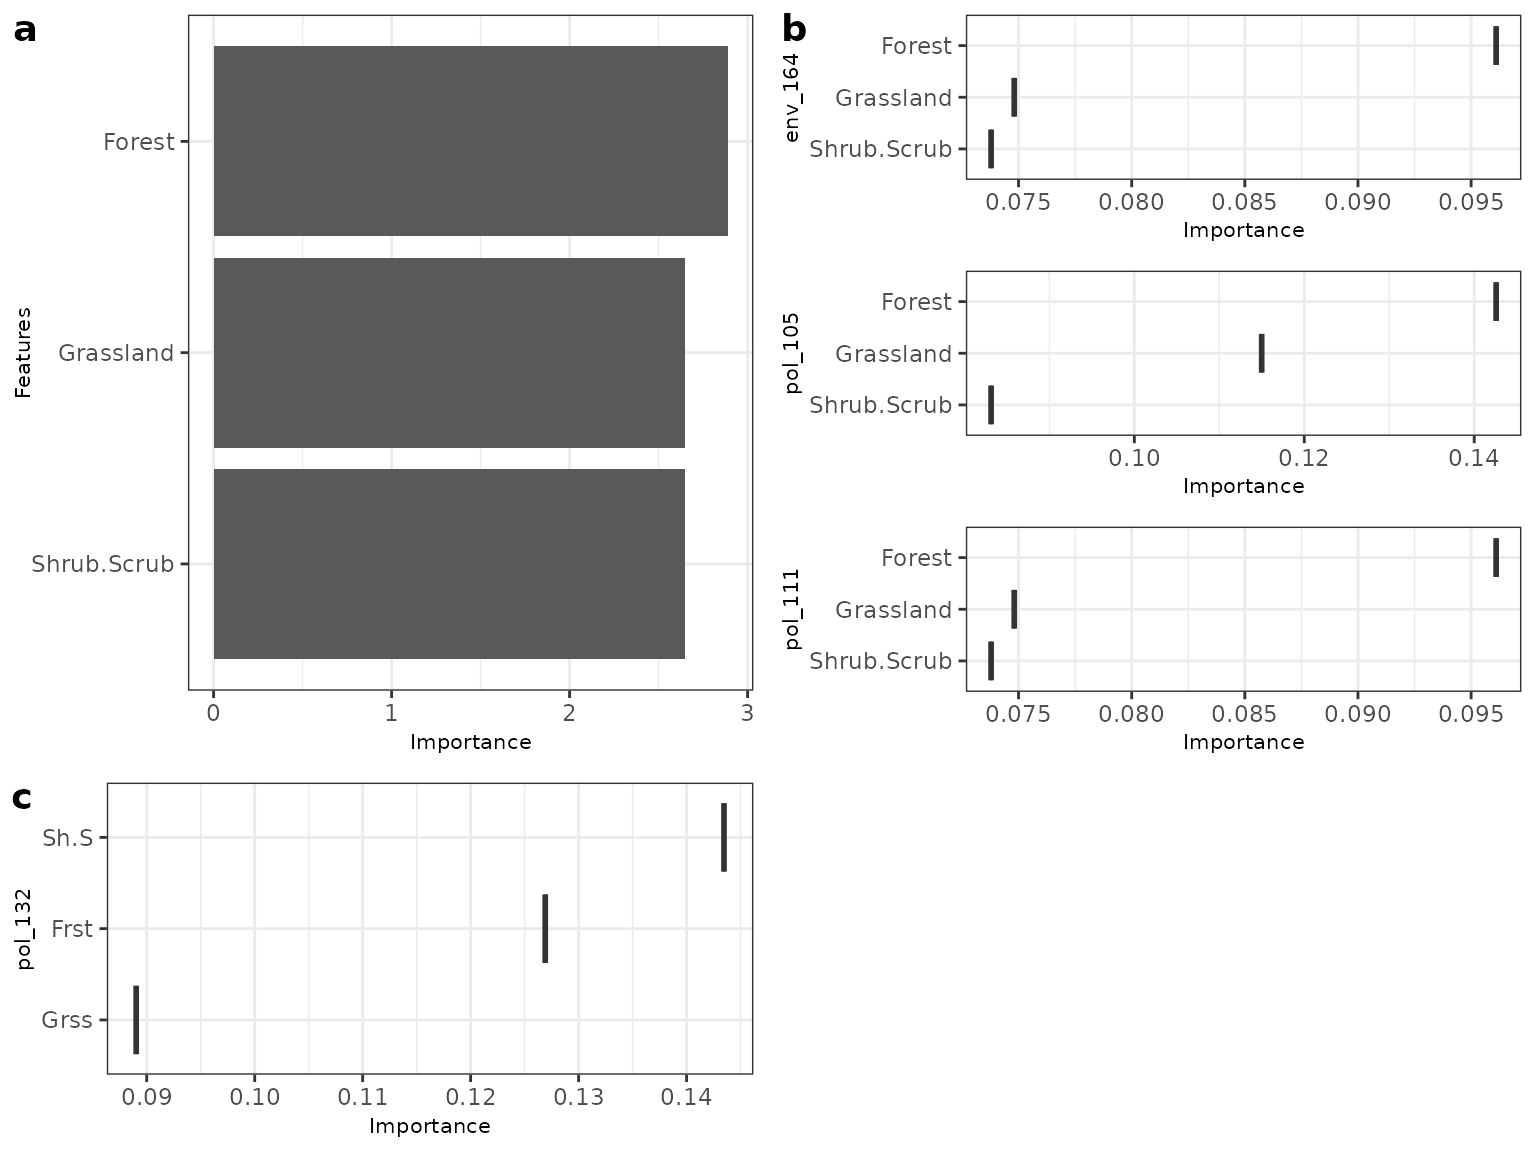 a
Features
Forest
Grassland
Shrub.Scrub
0 1 2 3
Importance
b
env_164
Forest
Grassland
Shrub.Scrub
0.075 0.080 0.085 0.090 0.095
Importance
pol_105
Forest
Grassland
Shrub.Scrub
0.10 0.12 0.14
Importance
pol_111
Forest
Grassland
Shrub.Scrub
0.075 0.080 0.085 0.090 0.095
Importance
c
pol_132
Sh.S
Frst
Grss
0.09 0.10 0.11 0.12 0.13 0.14
Importance